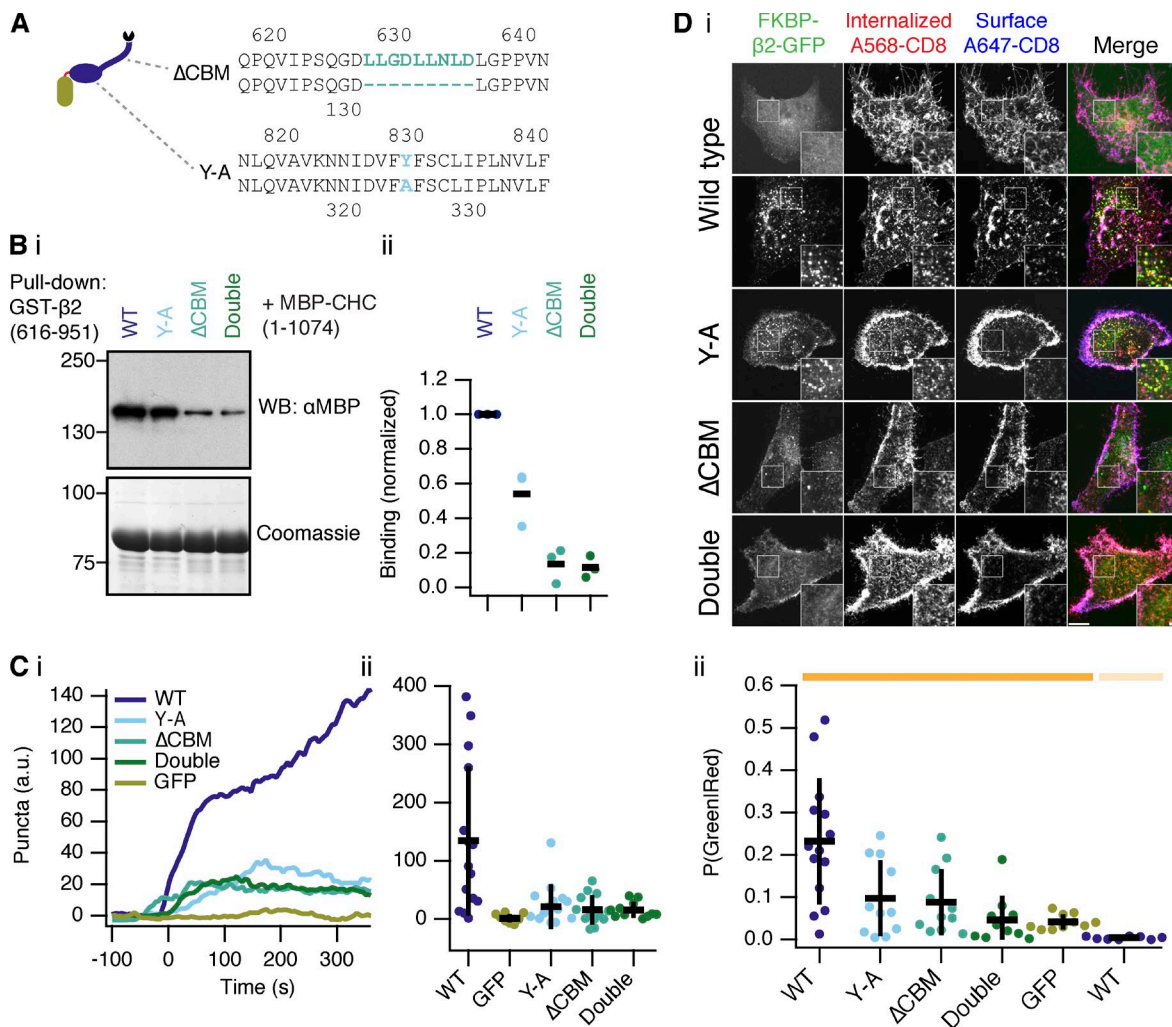 A
620 630 640
ΔCBM
QPQVIPSQGDLLGDLLNLDLGPPVN
QPQVIPSQGD---------LGPPVN
130
820 830 840
Y-A
NLQVAVKNNIDVFYFSCLIPLNVLF
NLQVAVKNNIDVFAFSCLIPLNVLF
320 330
B i
Pull-down:
GST-β2
(616-951)
WT
Y-A
ΔCBM
Double
+ MBP-CHC
(1-1074)
250
130
WB: αMBP
100
75
Coomassie
ii
WT
Y-A
ΔCBM
Double
Binding (normalized)
1.2
1.0
0.8
0.6
0.4
0.2
0.0
C i
Puncta (a.u.)
140
120
100
80
60
40
20
0
WT
Y-A
ΔCBM
Double
GFP
-100 0 100 200 300
Time (s)
ii
400
300
200
100
0
WT
GFP
Y-A
ΔCBM
Double
D i
FKBP-
β2-GFP
Internalized
A568-CD8
Surface
A647-CD8
Merge
Wild type
Y-A
ΔCBM
Double
ii
P(Green|Red)
0.6
0.5
0.4
0.3
0.2
0.1
0.0
WT
Y-A
ΔCBM
Double
GFP
WT